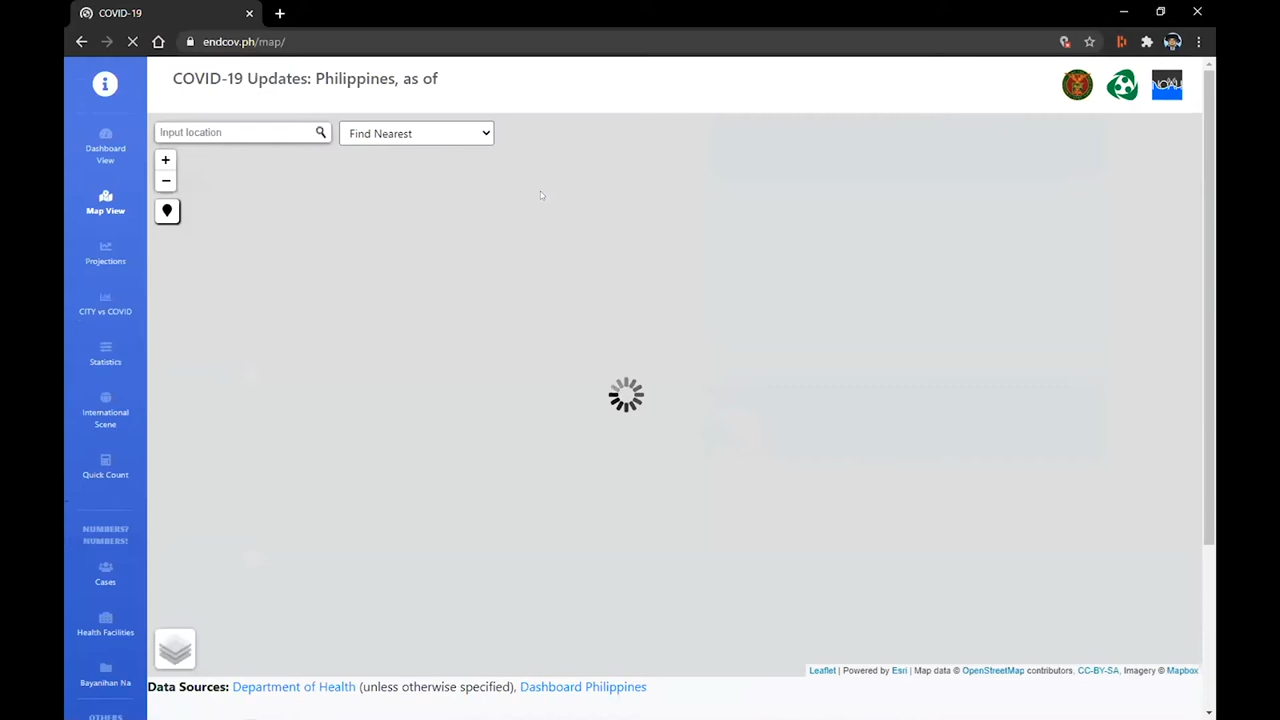 COVID-19
endcov.ph/map/
COVID-19 Updates: Philippines, as of
NOAH
Input location
Find Nearest
+
−
Dashboard
View
Map View
Projections
CITY vs COVID
Statistics
International
Scene
Quick Count
NUMBERS?
NUMBERS!
Cases
Health Facilities
Bayanihan Na
OTHERS
Leaflet | Powered by Esri | Map data © OpenStreetMap contributors, CC-BY-SA, Imagery © Mapbox
Data Sources: Department of Health (unless otherwise specified), Dashboard Philippines